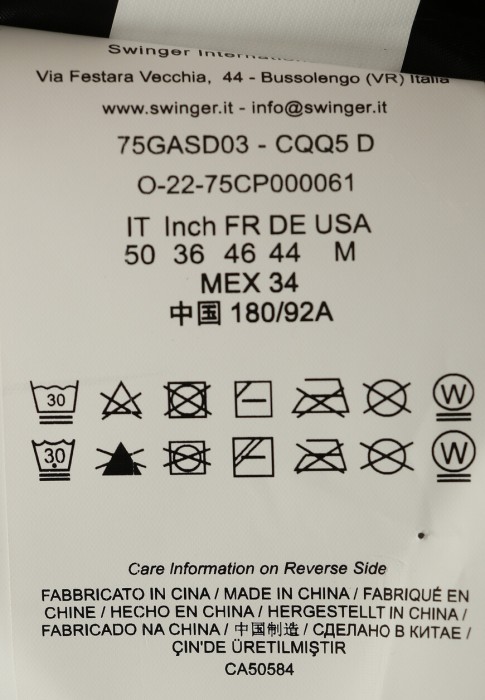 Swinger
Via Festara Vecchia, 44 - Bussolengo (VR) Italia
www.swinger.it - info@swinger.it
75GASD03 - CQQ5 D
O-22-75CP000061
IT Inch FR DE USA
50 36 46 44 M
MEX 34
中国 180/92A
30 W
30 W
Care Information on Reverse Side
FABBRICATO IN CINA / MADE IN CHINA / FABRIQUÉ EN
CHINE / HECHO EN CHINA / HERGESTELLT IN CHINA /
FABRICADO NA CHINA / 中国制造 / СДЕЛАНО В КИТАЕ /
ÇIN'DE ÜRETILMIŞTIR
CA50584